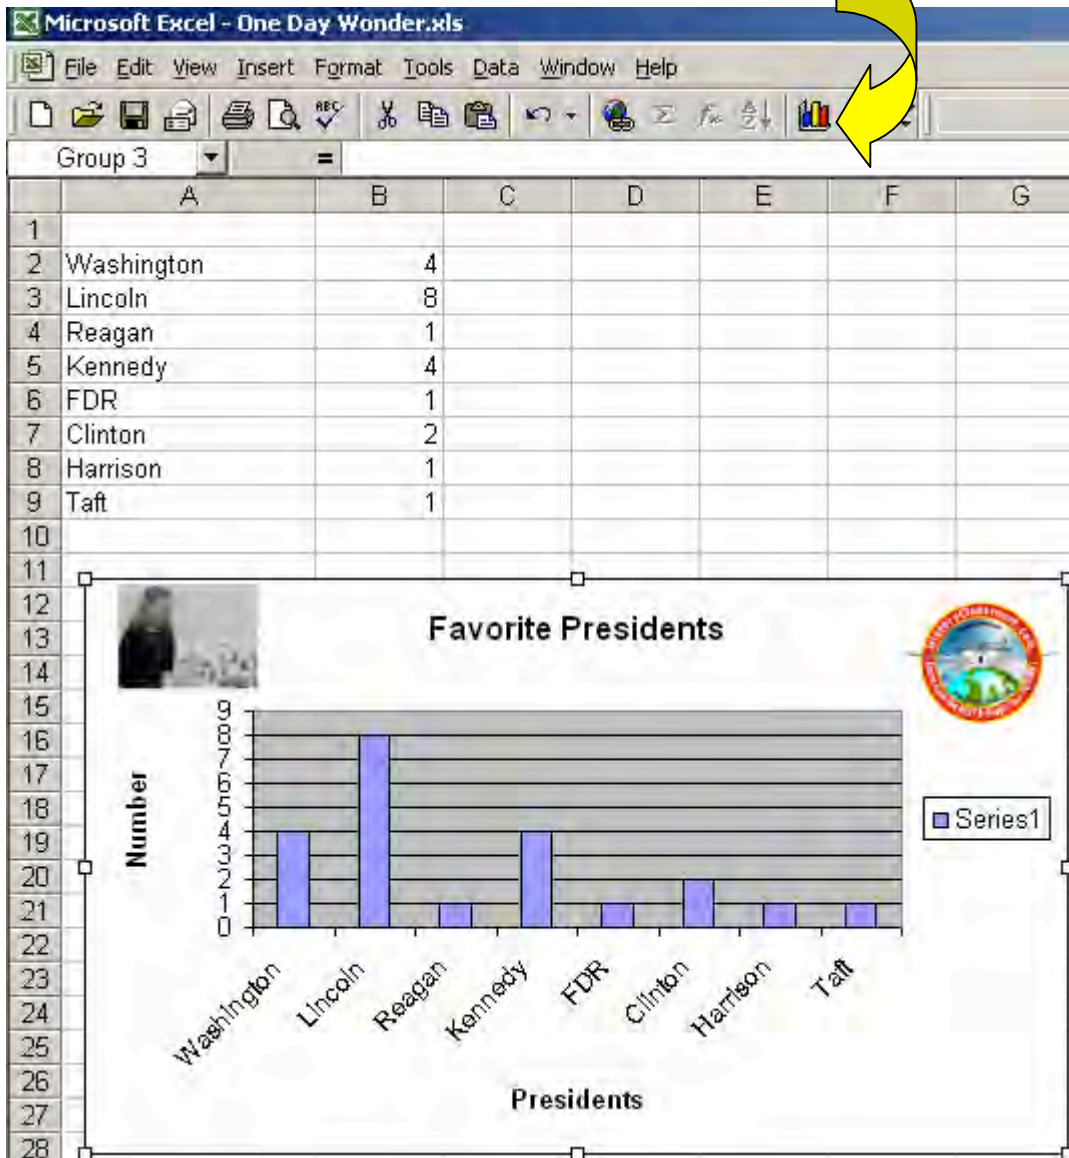 Microsoft Excel - One Day Wonder.xls
File Edit View Insert Format Tools Data Window Help
ABC
Group 3 =
A B C D E F G
1
2 Washington 4
3 Lincoln 8
4 Reagan 1
5 Kennedy 4
6 FDR 1
7 Clinton 2
8 Harrison 1
9 Taft 1
10
11
12
13
14
15
16
17
18
19
20
21
22
23
24
25
26
27
28
Favorite Presidents
9
8
7
6
5
4
3
2
1
0
Number
Series1
Washington Lincoln Reagan Kennedy FDR Clinton Harrison Taft
Presidents